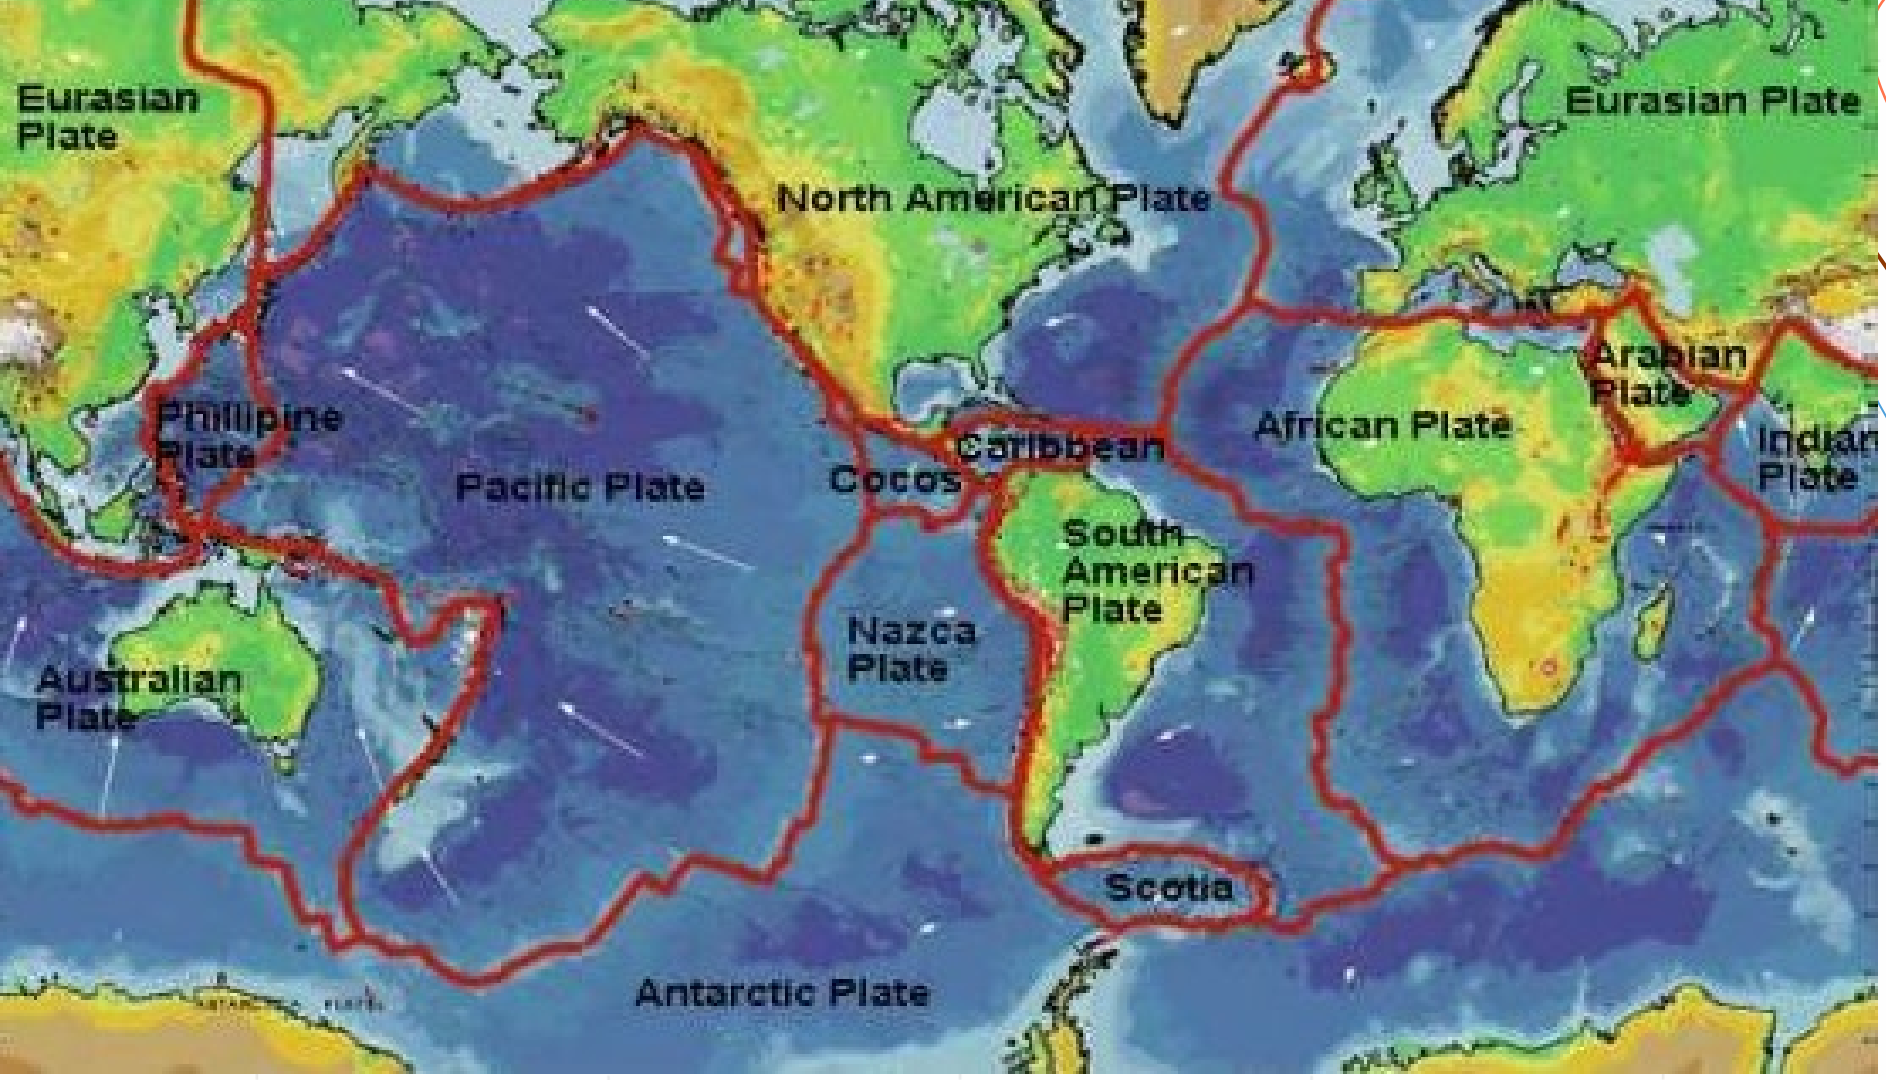 Eurasian
Plate
Eurasian Plate
North American Plate
Arabian
Plate
Phillipine
Plate
African Plate
Caribbean
Indian
Plate
Cocos
Pacific Plate
South
American
Plate
Nazca
Plate
Australian
Plate
Scotia
Antarctic Plate